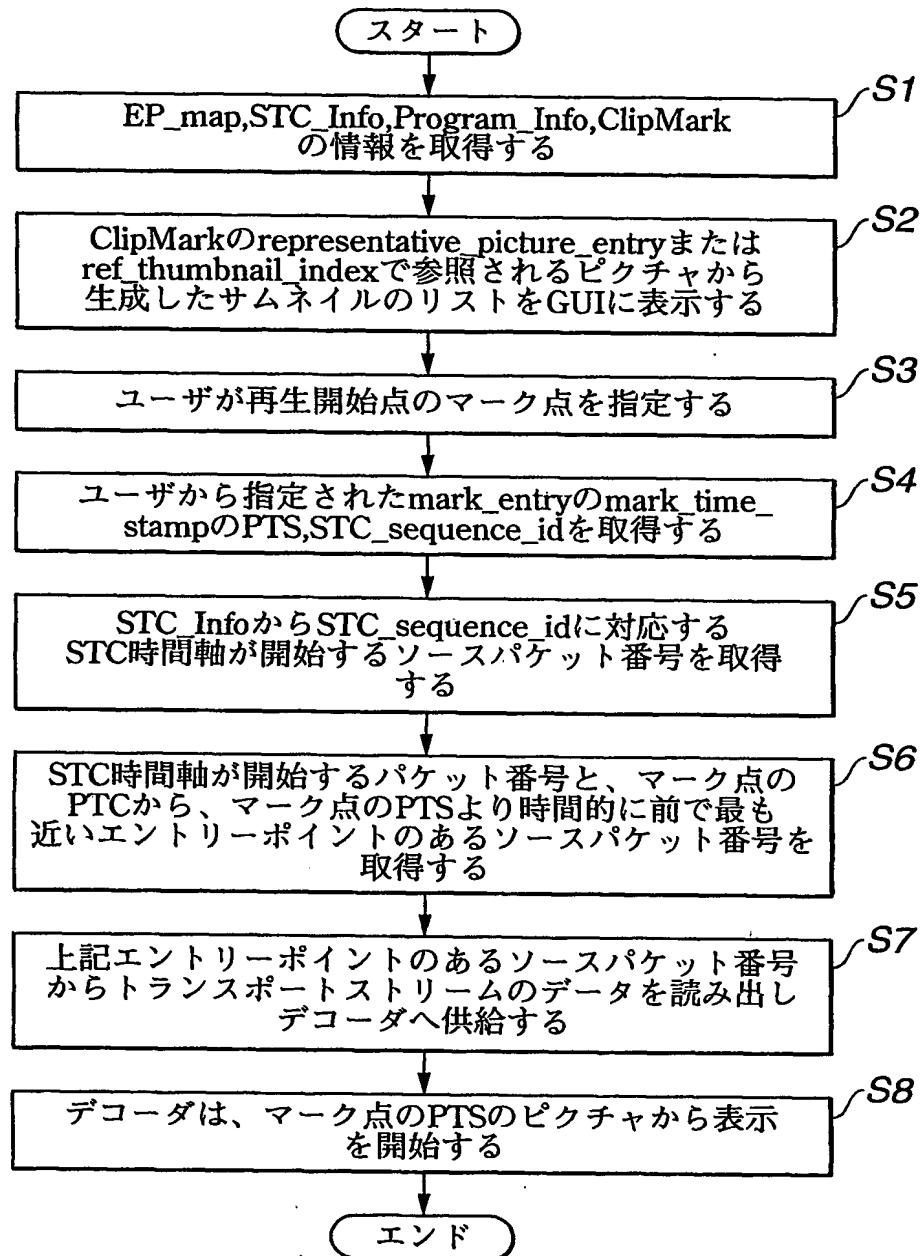 スタート
S1
EP_map,STC_Info,Program_Info,ClipMark
の情報を取得する
S2
ClipMarkのrepresentative_picture_entryまたは
ref_thumbnail_indexで参照されるピクチャから
生成したサムネイルのリストをGUIに表示する
S3
ユーザが再生開始点のマーク点を指定する
S4
ユーザから指定されたmark_entryのmark_time_
stampのPTS,STC_sequence_idを取得する
S5
STC_InfoからSTC_sequence_idに対応する
STC時間軸が開始するソースパケット番号を取得
する
S6
STC時間軸が開始するパケット番号と、マーク点の
PTCから、マーク点のPTSより時間的に前で最も
近いエントリーポイントのあるソースパケット番号を
取得する
S7
上記エントリーポイントのあるソースパケット番号
からトランスポートストリームのデータを読み出し
デコーダへ供給する
S8
デコーダは、マーク点のPTSのピクチャから表示
を開始する
エンド